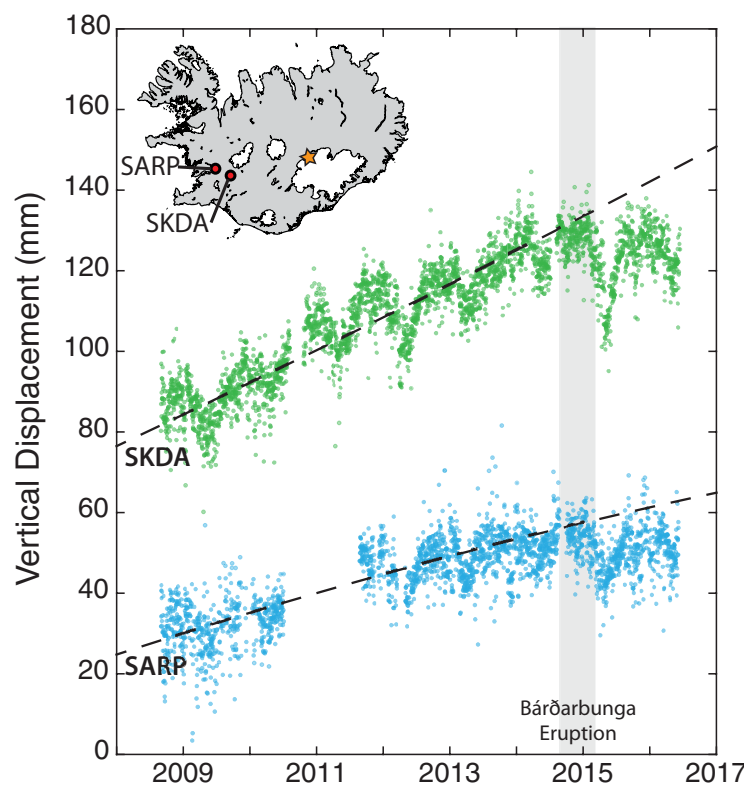 180
160
140
120
100
80
60
40
20
0
Vertical Displacement (mm)
SARP
SKDA
SKDA
SARP
Bárðarbunga
Eruption
2009
2011
2013
2015
2017